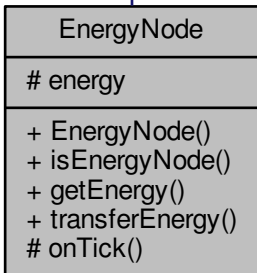 EnergyNode
# energy
+ EnergyNode()
+ isEnergyNode()
+ getEnergy()
+ transferEnergy()
# onTick()